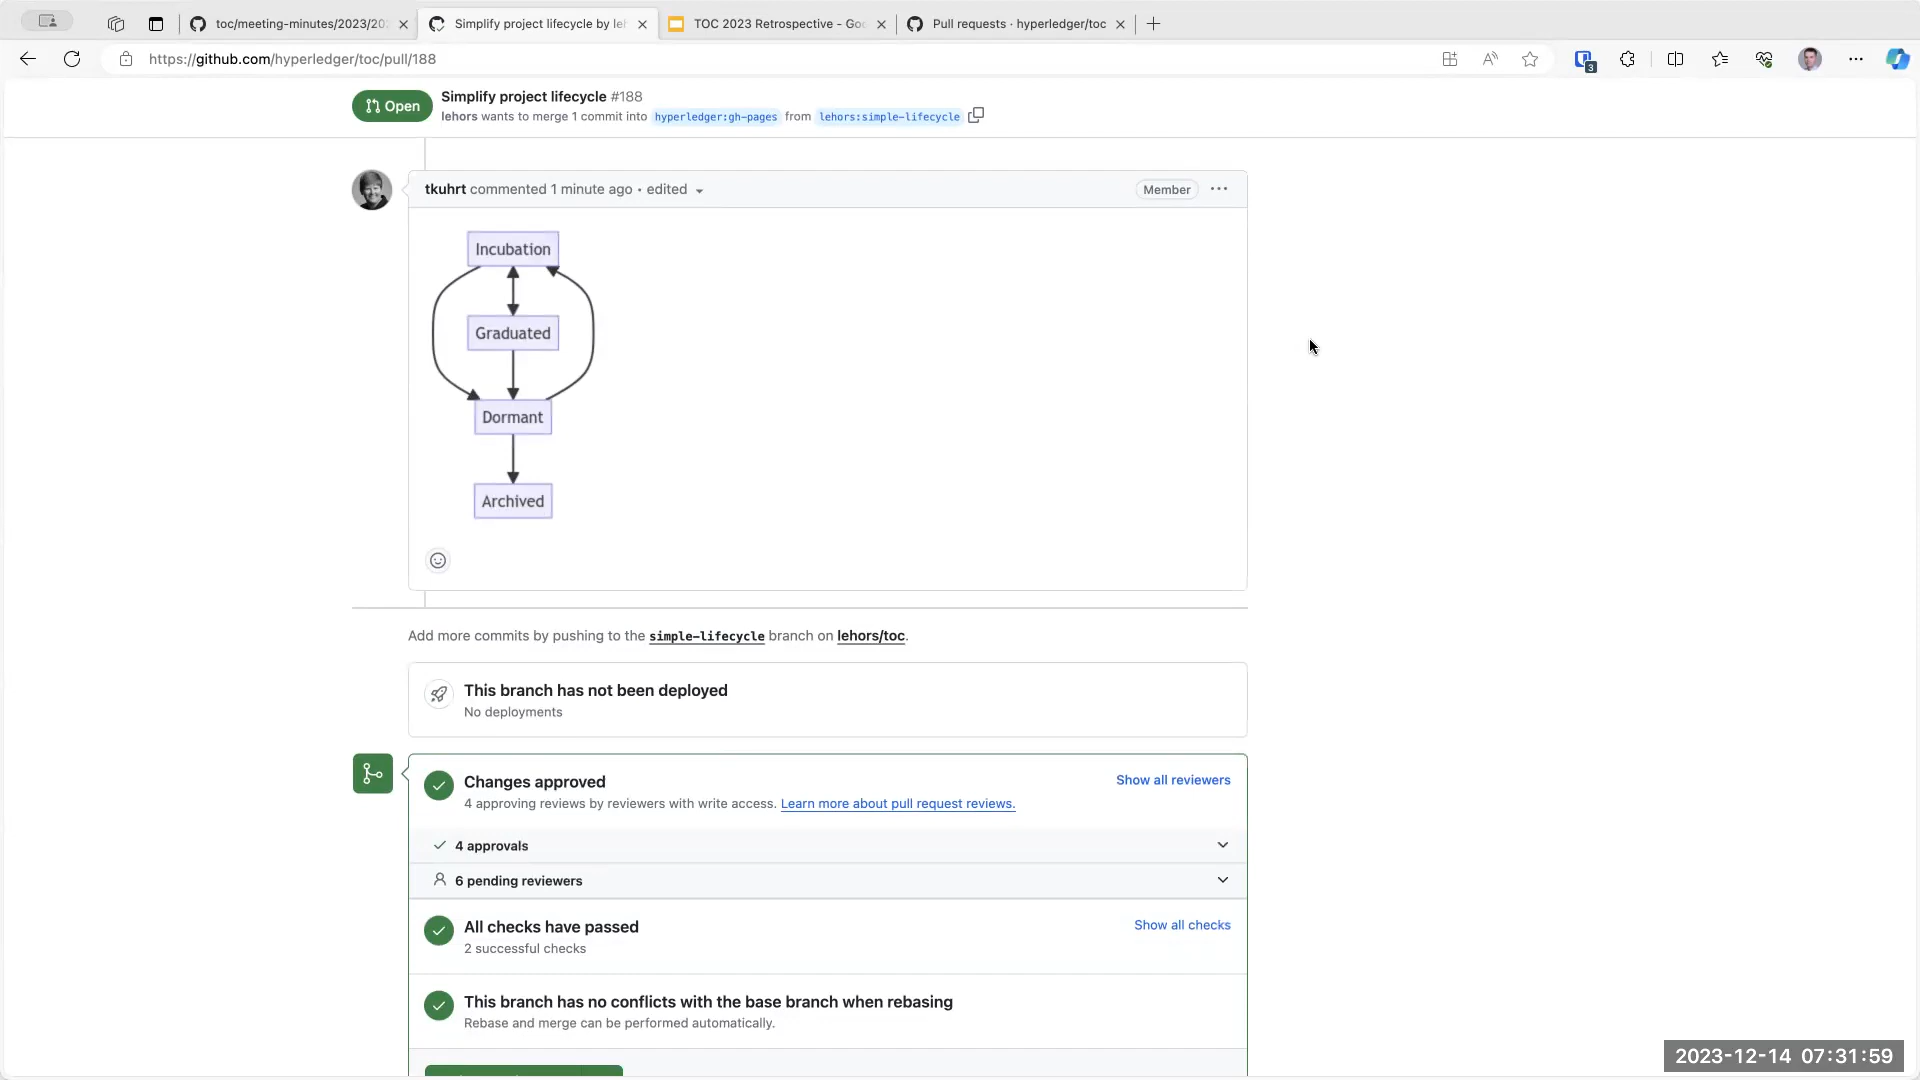 toc/meeting-minutes/2023/202
Simplify project lifecycle by leh
TOC 2023 Retrospective - Goo
Pull requests · hyperledger/toc
https://github.com/hyperledger/toc/pull/188
3
Open
Simplify project lifecycle #188
lehors wants to merge 1 commit into hyperledger:gh-pages from lehors:simple-lifecycle
tkuhrt commented 1 minute ago • edited
Member
Incubation
Graduated
Dormant
Archived
Add more commits by pushing to the simple-lifecycle branch on lehors/toc.
This branch has not been deployed
No deployments
Changes approved
Show all reviewers
4 approving reviews by reviewers with write access. Learn more about pull request reviews.
4 approvals
6 pending reviewers
All checks have passed
Show all checks
2 successful checks
This branch has no conflicts with the base branch when rebasing
Rebase and merge can be performed automatically.
2023-12-14 07:31:59